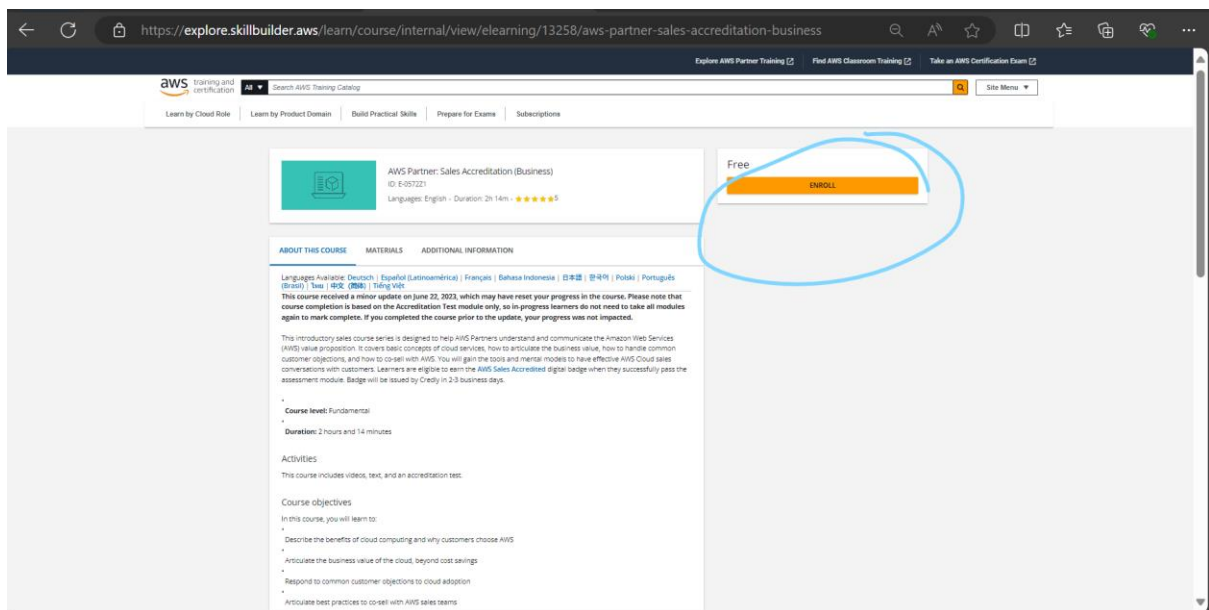 https://explore.skillbuilder.aws/learn/course/internal/view/elearning/13258/aws-partner-sales-accreditation-business
Explore AWS Partner Training
Find AWS Classroom Training
Take an AWS Certification Exam
aws training and certification
All
Search AWS Training Catalog
Site Menu
Learn by Cloud Role
Learn by Product Domain
Build Practical Skills
Prepare for Exams
Subscriptions
AWS Partner: Sales Accreditation (Business)
ID: E-057221
Languages: English - Duration: 2h 14m - 5
Free
ENROLL
ABOUT THIS COURSE
MATERIALS
ADDITIONAL INFORMATION
Languages Available: Deutsch | Español (Latinoamérica) | Français | Bahasa Indonesia | 日本語 | 한국어 | Polski | Português
(Brasil) | ไทย | 中文 (简体) | Tiếng Việt
This course received a minor update on June 22, 2023, which may have reset your progress in the course. Please note that
course completion is based on the Accreditation Test module only, so in-progress learners do not need to take all modules
again to mark complete. If you completed the course prior to the update, your progress was not impacted.
This introductory sales course series is designed to help AWS Partners understand and communicate the Amazon Web Services
(AWS) value proposition. It covers basic concepts of cloud services, how to articulate the business value, how to handle common
customer objections, and how to co-sell with AWS. You will gain the tools and mental models to have effective AWS Cloud sales
conversations with customers. Learners are eligible to earn the AWS Sales Accredited digital badge when they successfully pass the
assessment module. Badge will be issued by Credly in 2-3 business days.
Course level: Fundamental
Duration: 2 hours and 14 minutes
Activities
This course includes videos, text, and an accreditation test.
Course objectives
In this course, you will learn to:
Describe the benefits of cloud computing and why customers choose AWS
Articulate the business value of the cloud, beyond cost savings
Respond to common customer objections to cloud adoption
Articulate best practices to co-sell with AWS sales teams